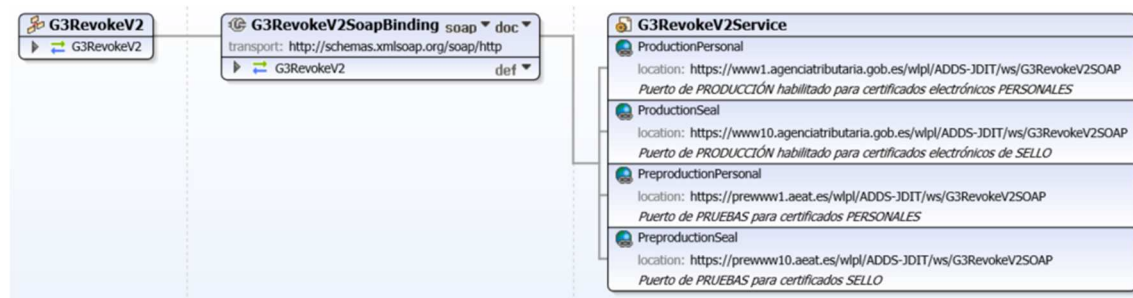 G3RevokeV2
G3RevokeV2
G3RevokeV2SoapBinding soap doc
transport: http://schemas.xmlsoap.org/soap/http
G3RevokeV2 def
G3RevokeV2Service
ProductionPersonal
location: https://www1.agenciatributaria.gob.es/wlpl/ADDS-JDIT/ws/G3RevokeV2SOAP
Puerto de PRODUCCIÓN habilitado para certificados electrónicos PERSONALES
ProductionSeal
location: https://www10.agenciatributaria.gob.es/wlpl/ADDS-JDIT/ws/G3RevokeV2SOAP
Puerto de PRODUCCIÓN habilitado para certificados electrónicos de SELLO
PreproductionPersonal
location: https://prewww1.aeat.es/wlpl/ADDS-JDIT/ws/G3RevokeV2SOAP
Puerto de PRUEBAS para certificados PERSONALES
PreproductionSeal
location: https://prewww10.aeat.es/wlpl/ADDS-JDIT/ws/G3RevokeV2SOAP
Puerto de PRUEBAS para certificados SELLO